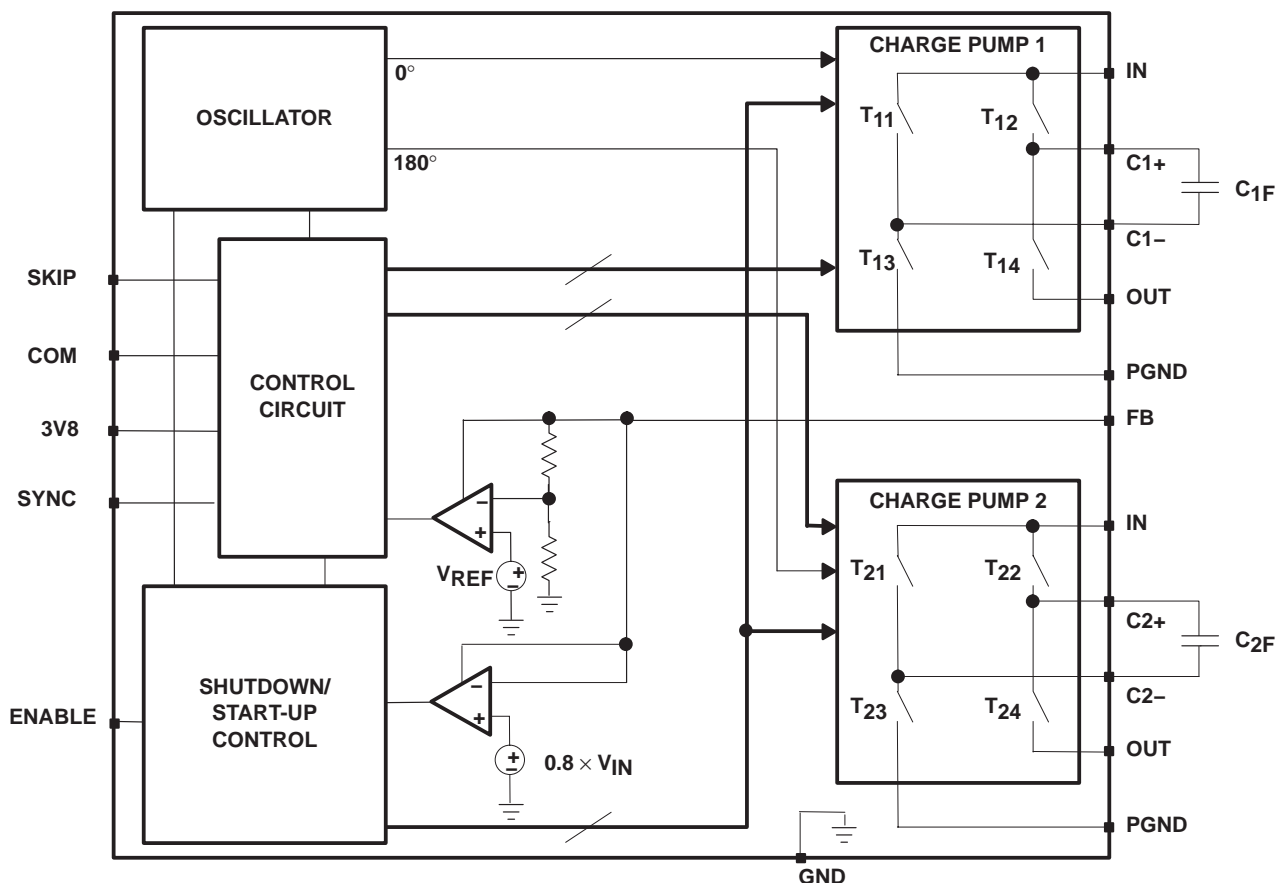 OSCILLATOR
0°
180°
CHARGE PUMP 1
T11
T12
T13
T14
IN
C1+
C1F
C1–
OUT
PGND
FB
SKIP
COM
3V8
SYNC
CONTROL
CIRCUIT
–
+
VREF
+
–
CHARGE PUMP 2
T21
T22
T23
T24
IN
C2+
C2F
C2–
OUT
PGND
ENABLE
SHUTDOWN/
START-UP
CONTROL
–
+
+
–
0.8 × VIN
GND